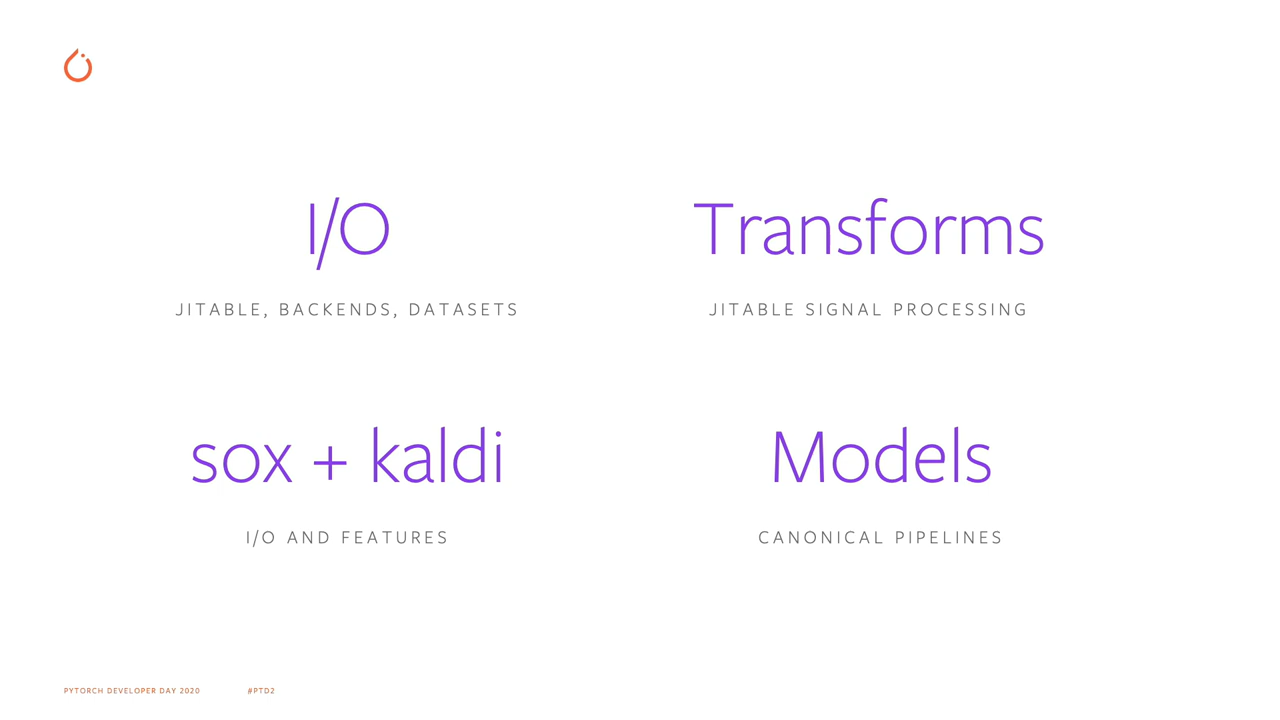 I/O
JITABLE, BACKENDS, DATASETS
Transforms
JITABLE SIGNAL PROCESSING
sox + kaldi
I/O AND FEATURES
Models
CANONICAL PIPELINES
PYTORCH DEVELOPER DAY 2020
#PTD2